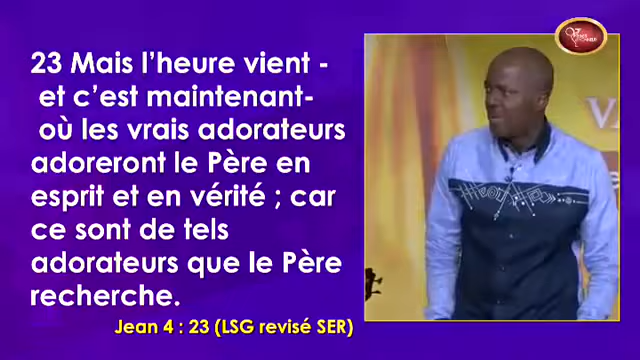 23 Mais l’heure vient -
et c’est maintenant-
où les vrais adorateurs
adoreront le Père en
esprit et en vérité ; car
ce sont de tels
adorateurs que le Père
recherche.
Jean 4 : 23 (LSG revisé SER)